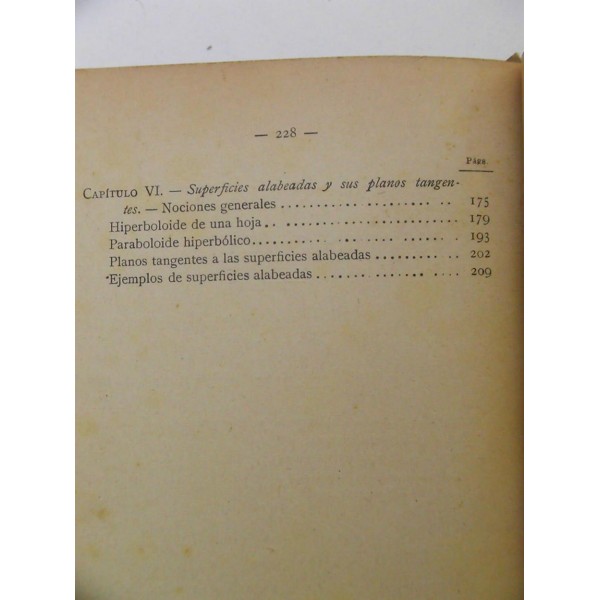 — 228 —
Págs.
Capítulo VI. — Superficies alabeadas y sus planos tangen-
tes. — Nociones generales .................... 175
Hiperboloide de una hoja.. ................ 179
Paraboloide hiperbólico.................... 193
Planos tangentes a las superficies alabeadas .......... .. 202
Ejemplos de superficies alabeadas .................... 209